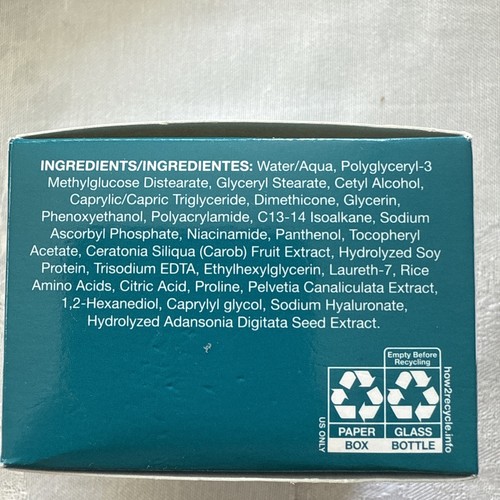 INGREDIENTS/INGREDIENTES: Water/Aqua, Polyglyceryl-3
Methylglucose Distearate, Glyceryl Stearate, Cetyl Alcohol,
Caprylic/Capric Triglyceride, Dimethicone, Glycerin,
Phenoxyethanol, Polyacrylamide, C13-14 Isoalkane, Sodium
Ascorbyl Phosphate, Niacinamide, Panthenol, Tocopheryl
Acetate, Ceratonia Siliqua (Carob) Fruit Extract, Hydrolyzed Soy
Protein, Trisodium EDTA, Ethylhexylglycerin, Laureth-7, Rice
Amino Acids, Citric Acid, Proline, Pelvetia Canaliculata Extract,
1,2-Hexanediol, Caprylyl glycol, Sodium Hyaluronate,
Hydrolyzed Adansonia Digitata Seed Extract.
Empty Before
Recycling
US ONLY
PAPER
BOX
GLASS
BOTTLE
how2recycle.info